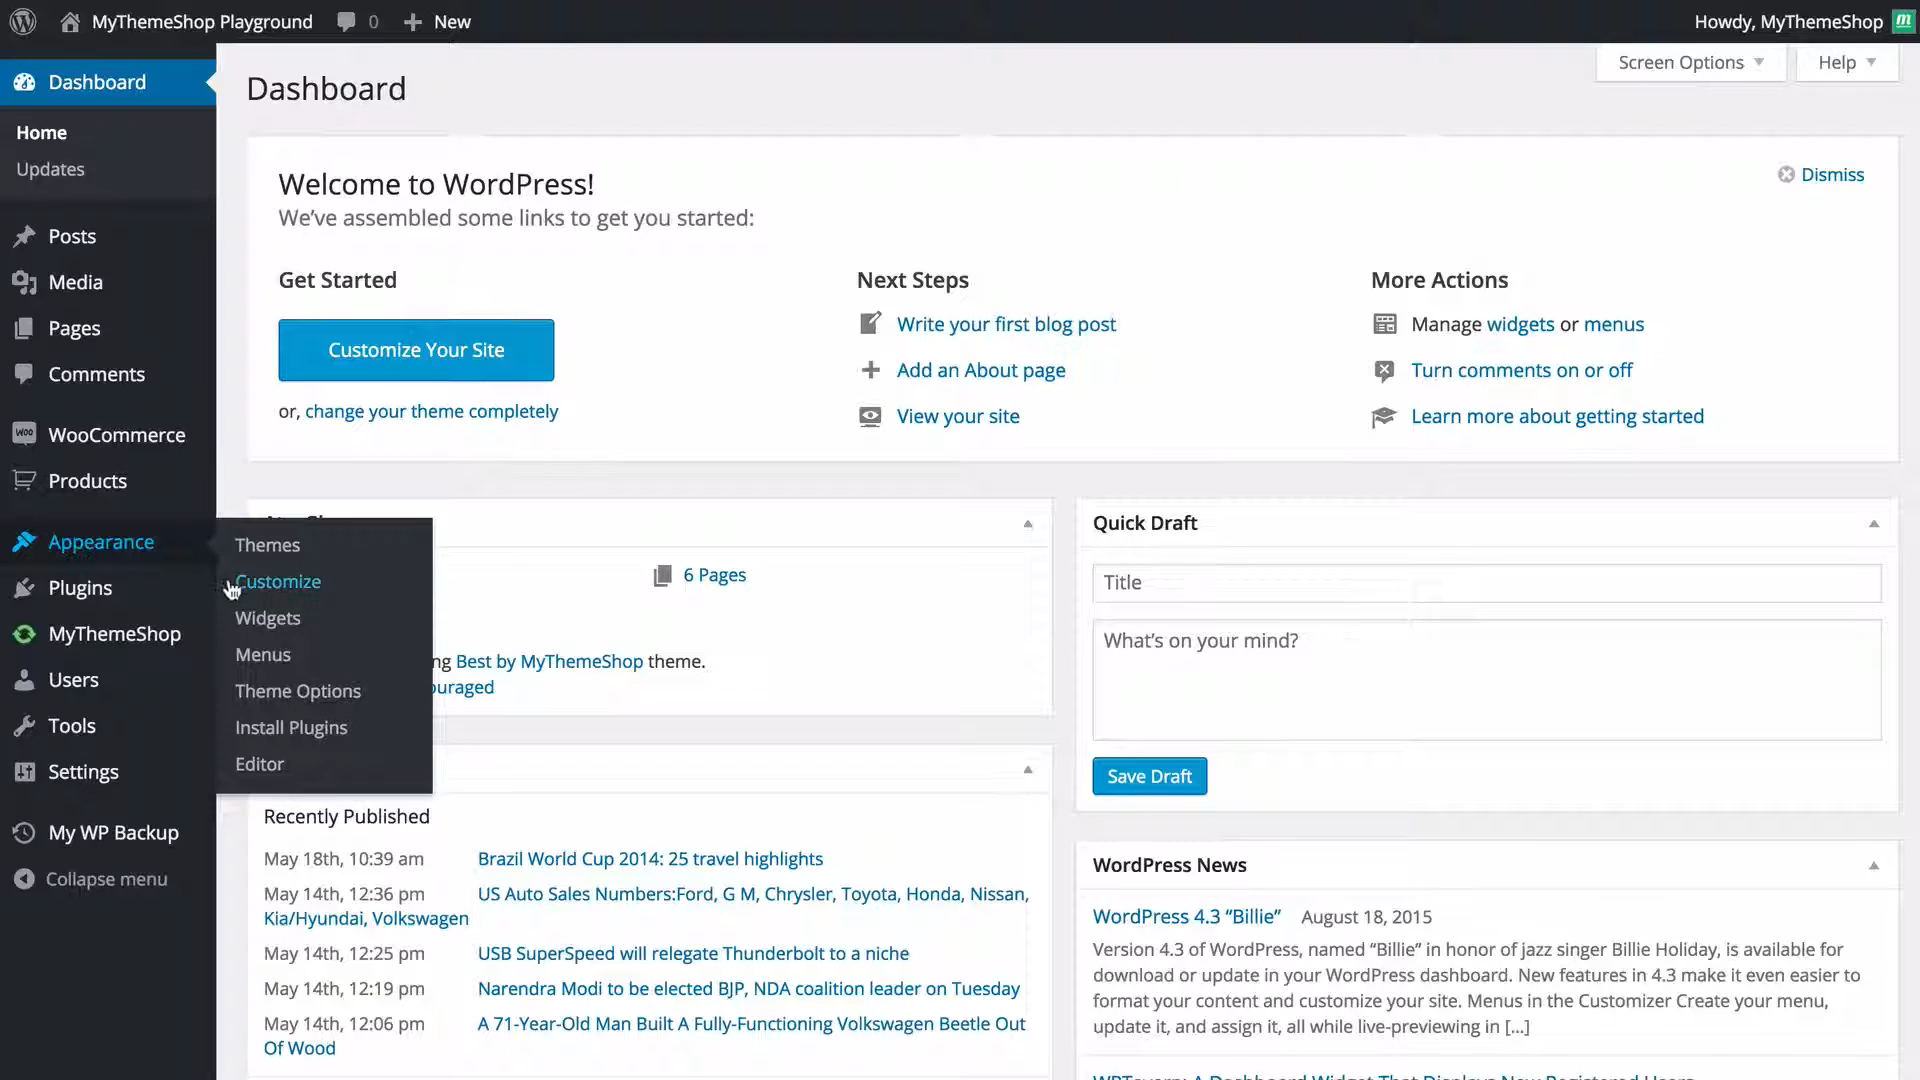 MyThemeShop Playground
0
New
Howdy, MyThemeShop
Dashboard
Home
Updates
Posts
Media
Pages
Comments
WooCommerce
Products
Appearance
Plugins
MyThemeShop
Users
Tools
Settings
My WP Backup
Collapse menu
Themes
Customize
Widgets
Menus
Theme Options
Install Plugins
Editor
Dashboard
Screen Options
Help
Welcome to WordPress!
We've assembled some links to get you started:
Dismiss
Get Started
Customize Your Site
or, change your theme completely
Next Steps
Write your first blog post
Add an About page
View your site
More Actions
Manage widgets or menus
Turn comments on or off
Learn more about getting started
6 Pages
ng Best by MyThemeShop theme.
ouraged
Recently Published
May 18th, 10:39 am Brazil World Cup 2014: 25 travel highlights
May 14th, 12:36 pm US Auto Sales Numbers:Ford, G M, Chrysler, Toyota, Honda, Nissan,
Kia/Hyundai, Volkswagen
May 14th, 12:25 pm USB SuperSpeed will relegate Thunderbolt to a niche
May 14th, 12:19 pm Narendra Modi to be elected BJP, NDA coalition leader on Tuesday
May 14th, 12:06 pm A 71-Year-Old Man Built A Fully-Functioning Volkswagen Beetle Out
Of Wood
Quick Draft
Title
What's on your mind?
Save Draft
WordPress News
WordPress 4.3 “Billie” August 18, 2015
Version 4.3 of WordPress, named “Billie” in honor of jazz singer Billie Holiday, is available for
download or update in your WordPress dashboard. New features in 4.3 make it even easier to
format your content and customize your site. Menus in the Customizer Create your menu,
update it, and assign it, all while live-previewing in [...]
WPTavern: A Dashboard Widget That Displays New Registered Users